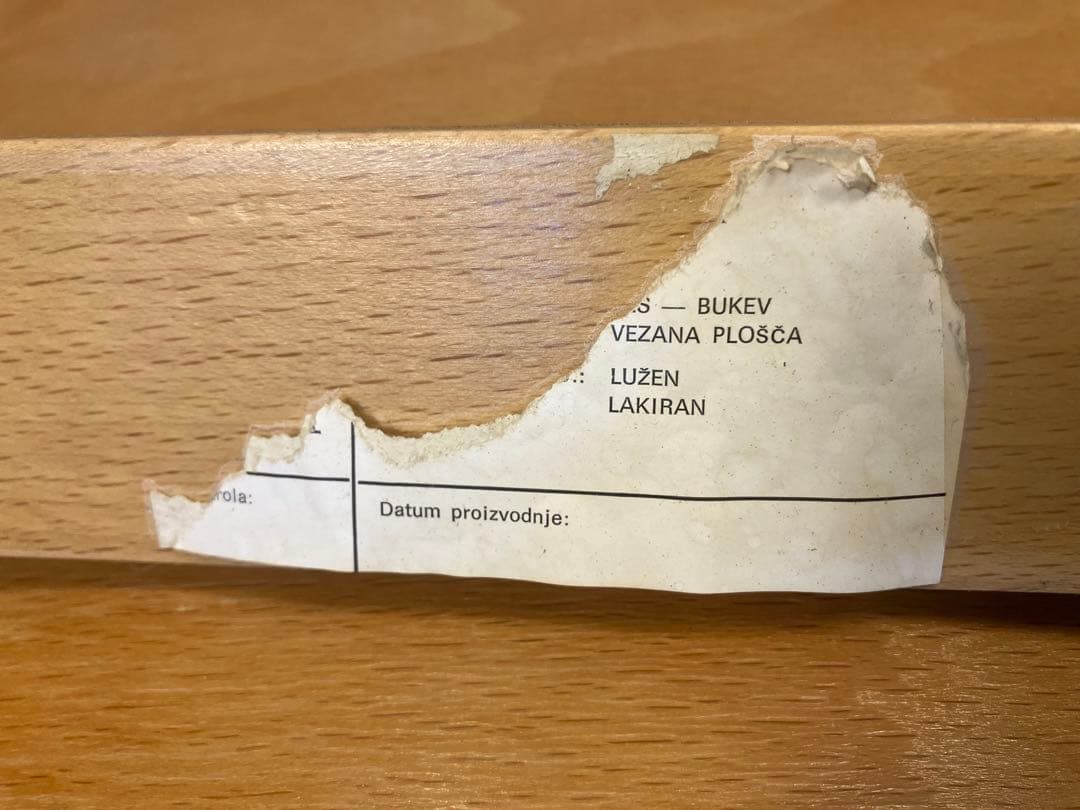 — BUKEV
VEZANA PLOŠČA
LUŽEN
LAKIRAN
Datum proizvodnje: